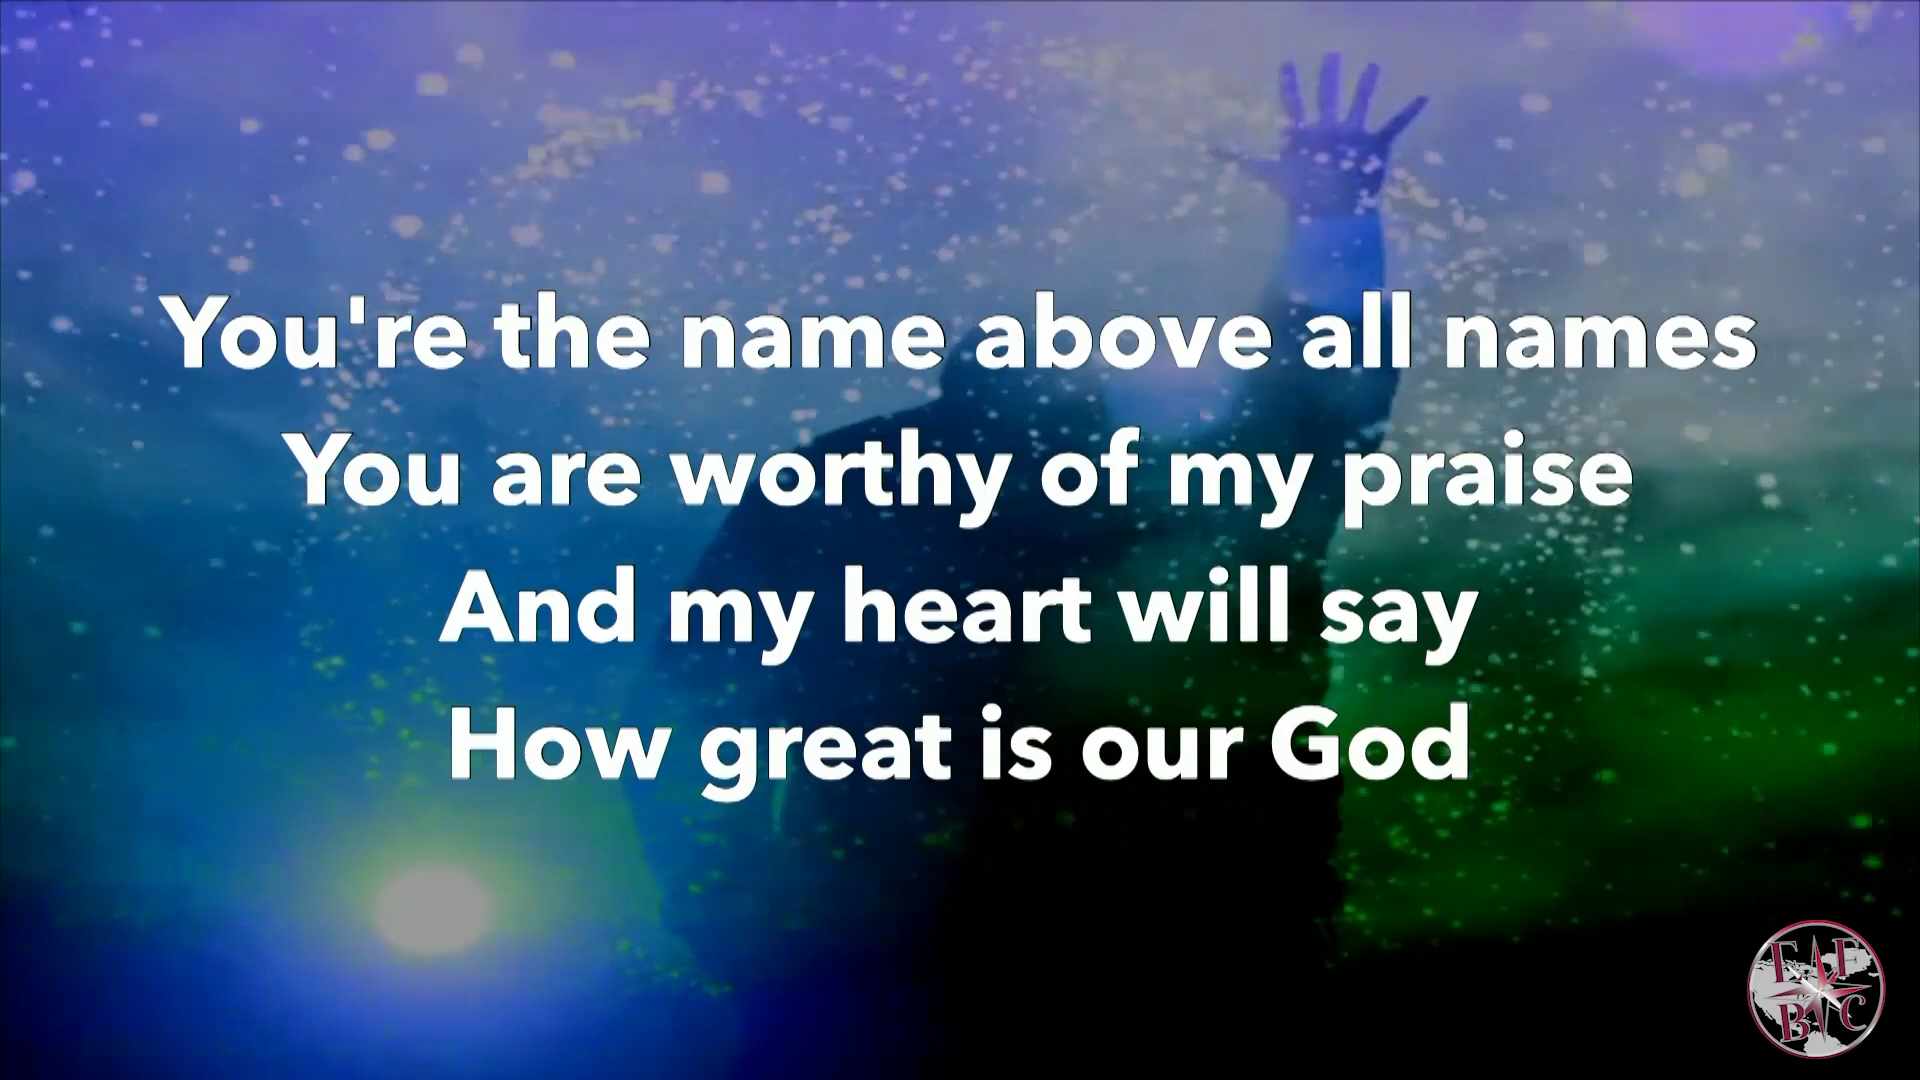 You're the name above all names
You are worthy of my praise
And my heart will say
How great is our God
F F
B C